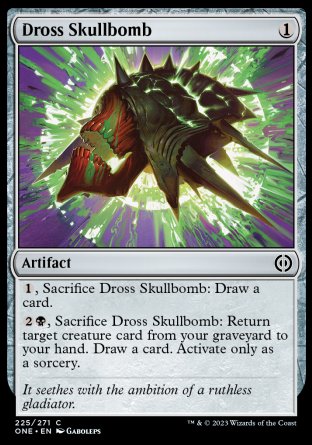 Dross Skullbomb 1
Artifact
1, Sacrifice Dross Skullbomb: Draw a
card.
2, Sacrifice Dross Skullbomb: Return
target creature card from your graveyard to
your hand. Draw a card. Activate only as
a sorcery.
It seethes with the ambition of a ruthless
gladiator.
225/271 C
ONE • EN GABOLEPS
™ & © 2023 Wizards of the Coast